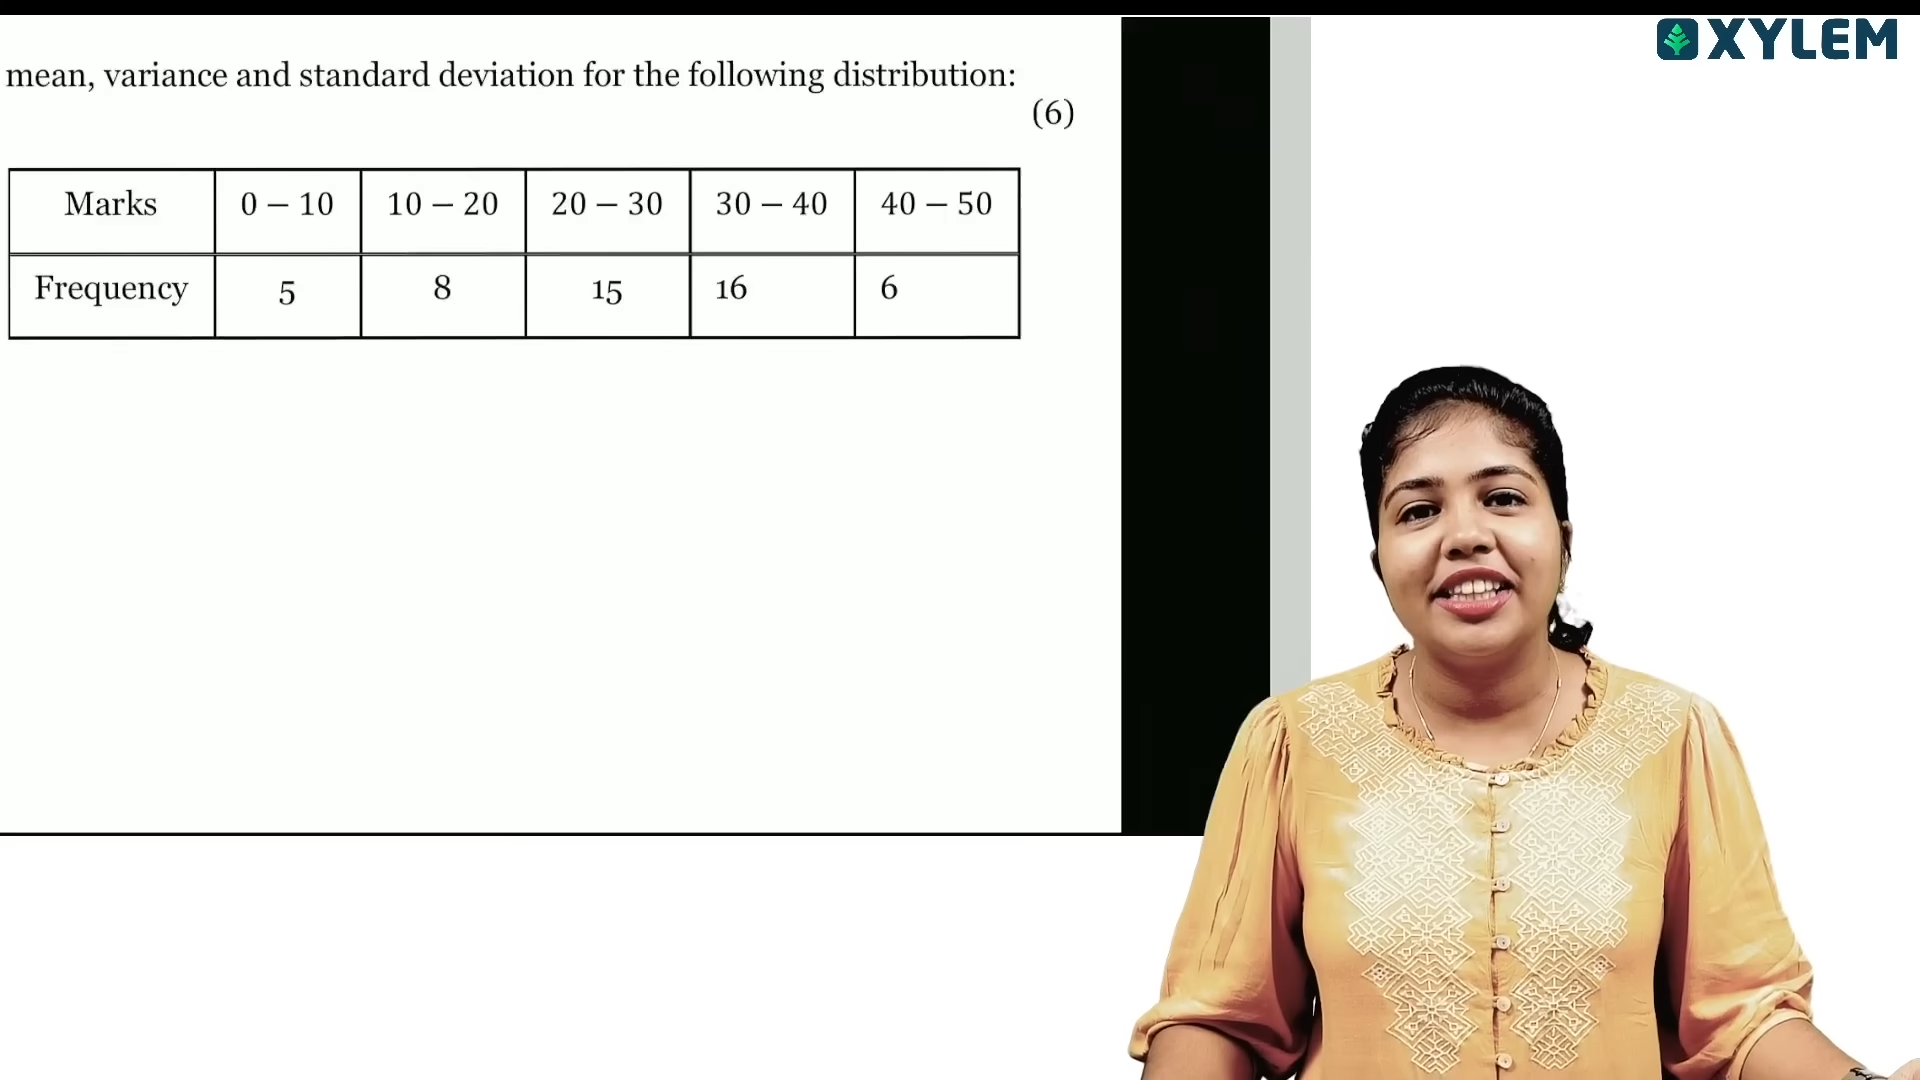 XYLEM
mean, variance and standard deviation for the following distribution:
(6)
Marks 0 – 10 10 – 20 20 – 30 30 – 40 40 – 50
Frequency 5 8 15 16 6